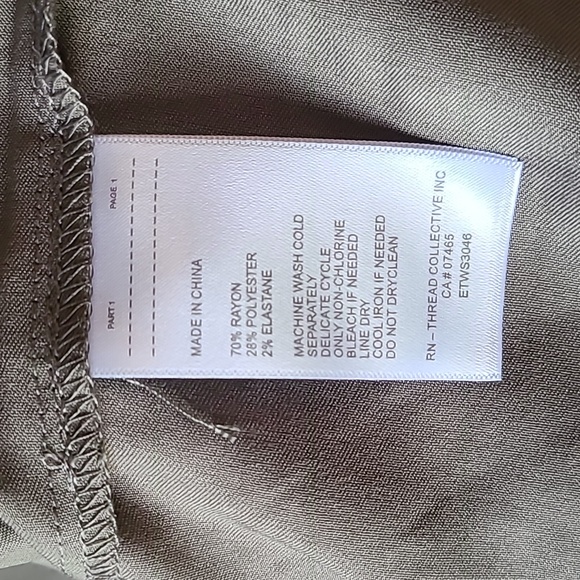 PART 1 PAGE 1
MADE IN CHINA
70% RAYON
28% POLYESTER
2% ELASTANE
MACHINE WASH COLD
SEPARATELY
DELICATE CYCLE
ONLY NON-CHLORINE
BLEACH IF NEEDED
LINE DRY
COOL IRON IF NEEDED
DO NOT DRYCLEAN
RN – THREAD COLLECTIVE INC
CA# 07465
ETWS3046